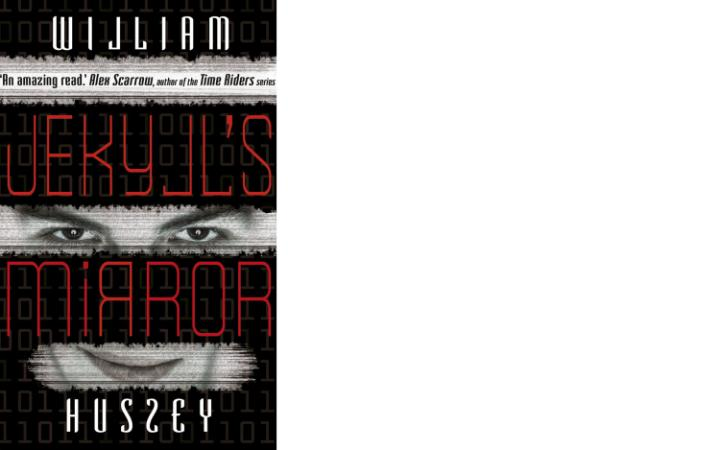 WILLIAM
'An amazing read.' Alex Scarrow, author of the Time Riders series
JEKYLL'S
MIRROR
HUSSEY